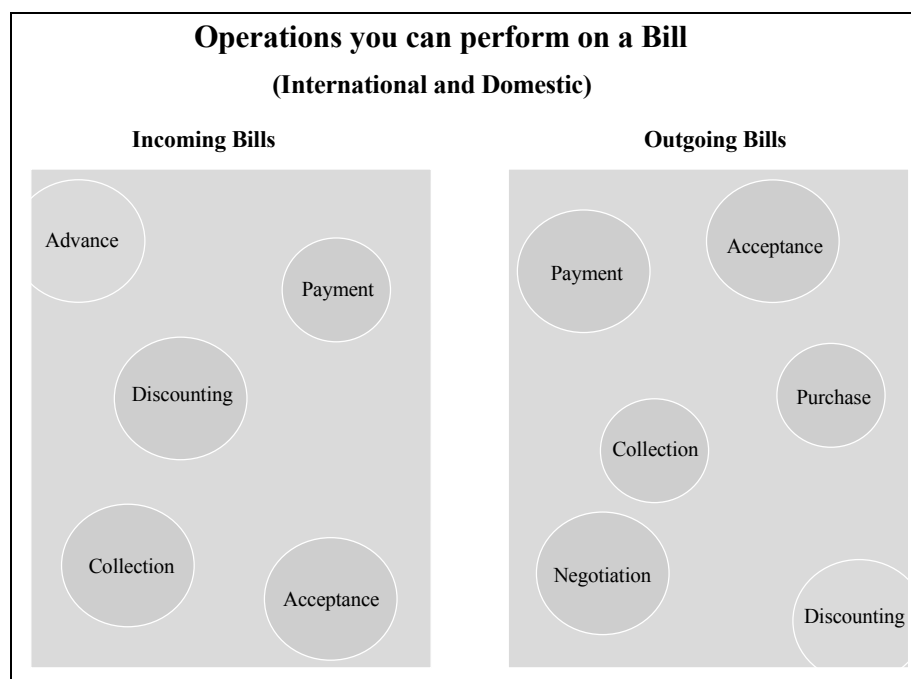 Operations you can perform on a Bill
(International and Domestic)
Incoming Bills
Advance
Payment
Discounting
Collection
Acceptance
Outgoing Bills
Acceptance
Payment
Purchase
Collection
Negotiation
Discounting